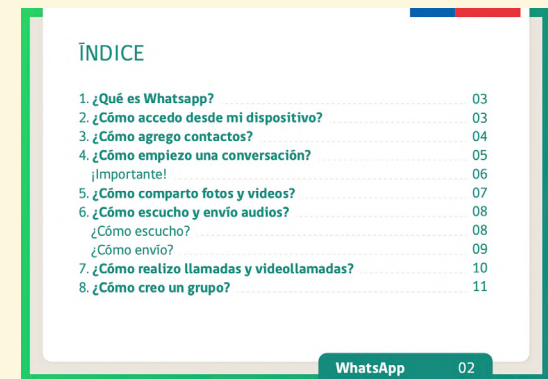 ĪNDICE
1. ¿Qué es Whatsapp? 03
2. ¿Cómo accedo desde mi dispositivo? 03
3. ¿Cómo agrego contactos? 04
4. ¿Cómo empiezo una conversación? 05
¡Importante! 06
5. ¿Cómo comparto fotos y videos? 07
6. ¿Cómo escucho y envío audios? 08
¿Cómo escucho? 08
¿Cómo envío? 09
7. ¿Cómo realizo llamadas y videollamadas? 10
8. ¿Cómo creo un grupo? 11
WhatsApp 02